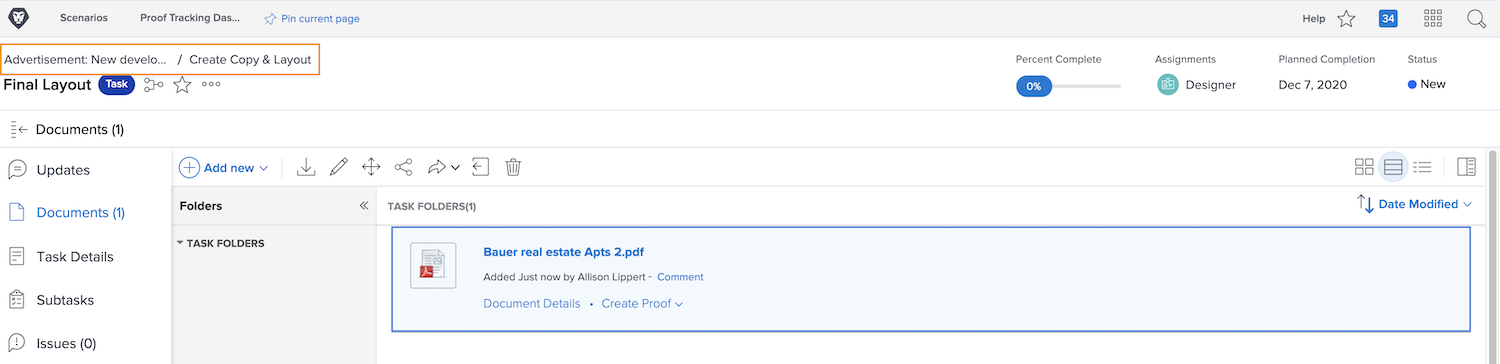 Scenarios Proof Tracking Das... Pin current page Help 34
Advertisement: New develo... / Create Copy & Layout
Final Layout Task
Percent Complete Assignments Planned Completion Status
0% Designer Dec 7, 2020 New
Documents (1)
Updates
Documents (1)
Task Details
Subtasks
Issues (0)
Add new
Folders
TASK FOLDERS
TASK FOLDERS(1) Date Modified
Bauer real estate Apts 2.pdf
Added Just now by Allison Lippert - Comment
Document Details • Create Proof